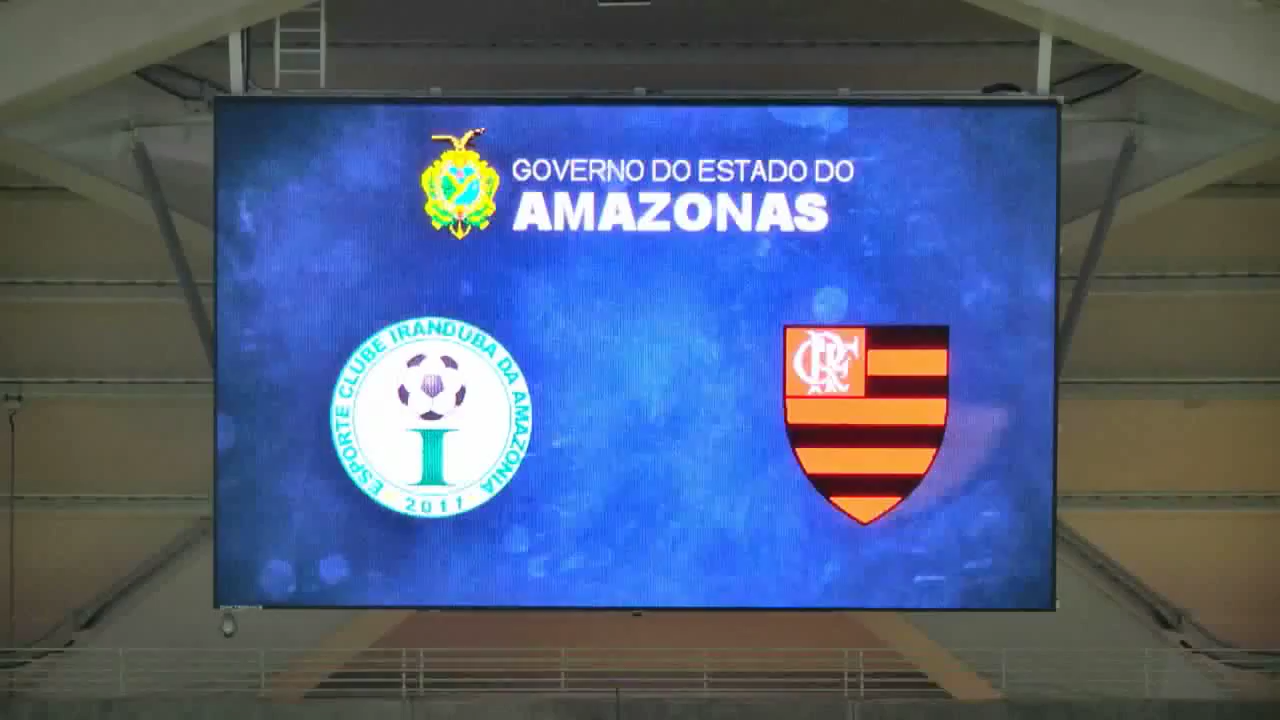 GOVERNO DO ESTADO DO
AMAZONAS
ESPORTE CLUBE IRANDUBA DA AMAZONIA
I
2011
CRF